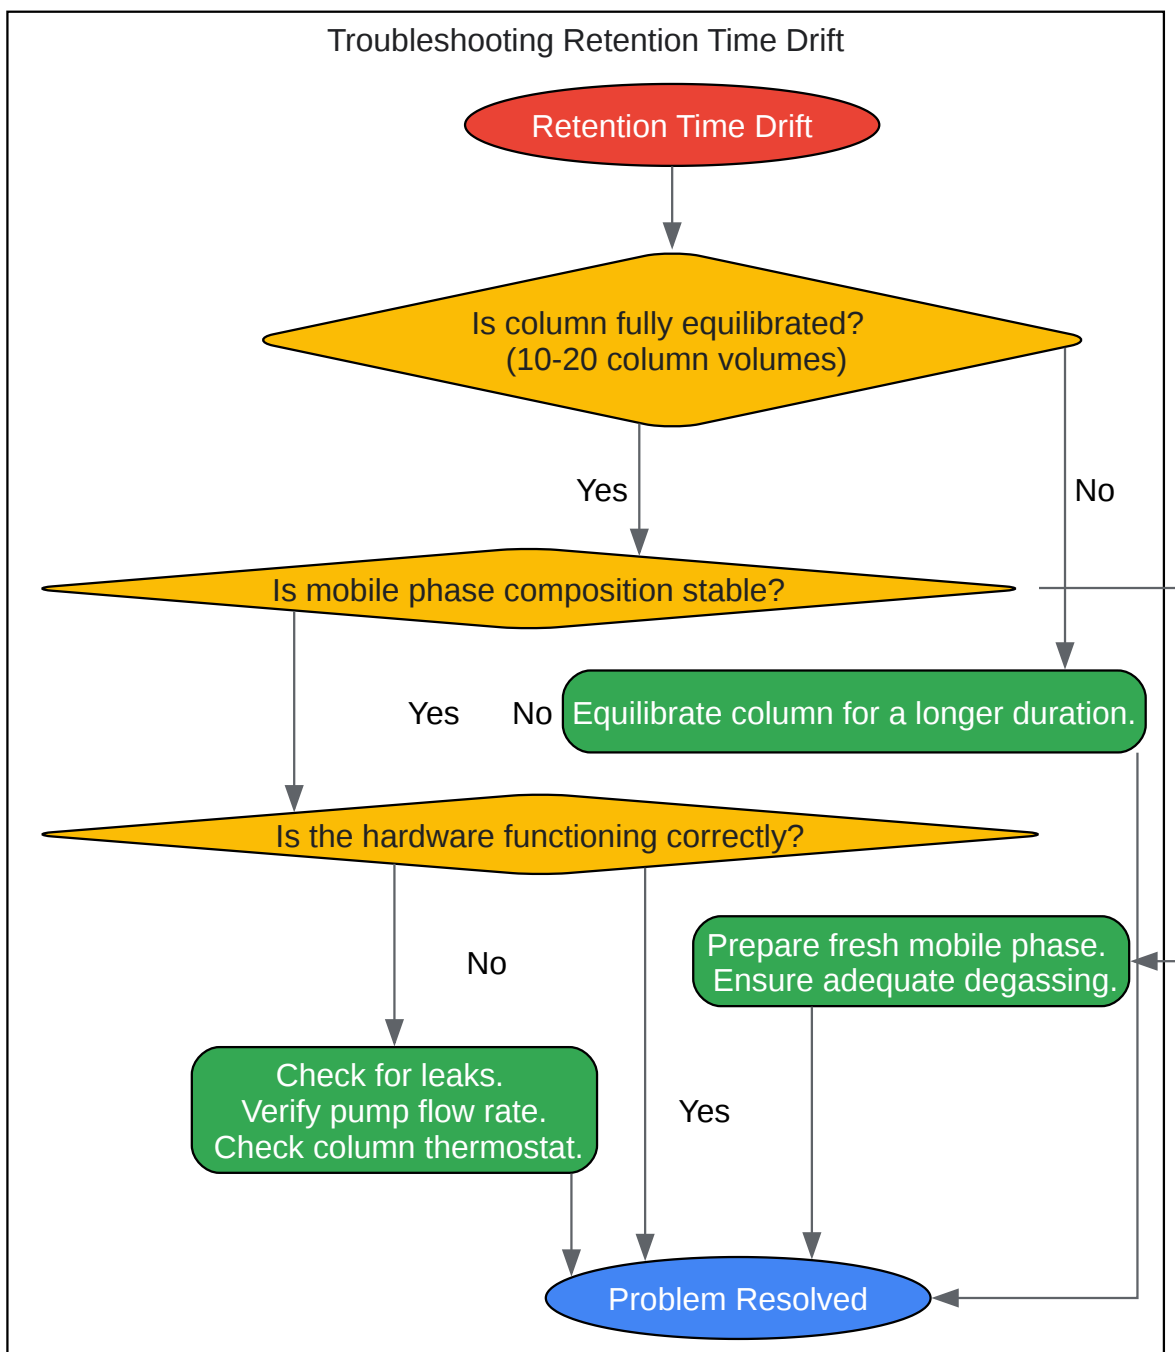 Troubleshooting Retention Time Drift
Retention Time Drift
Is column fully equilibrated?
(10-20 column volumes)
Yes
No
Is mobile phase composition stable?
Yes
No
Equilibrate column for a longer duration.
Is the hardware functioning correctly?
No
Prepare fresh mobile phase.
Ensure adequate degassing.
Check for leaks.
Verify pump flow rate.
Check column thermostat.
Yes
Problem Resolved